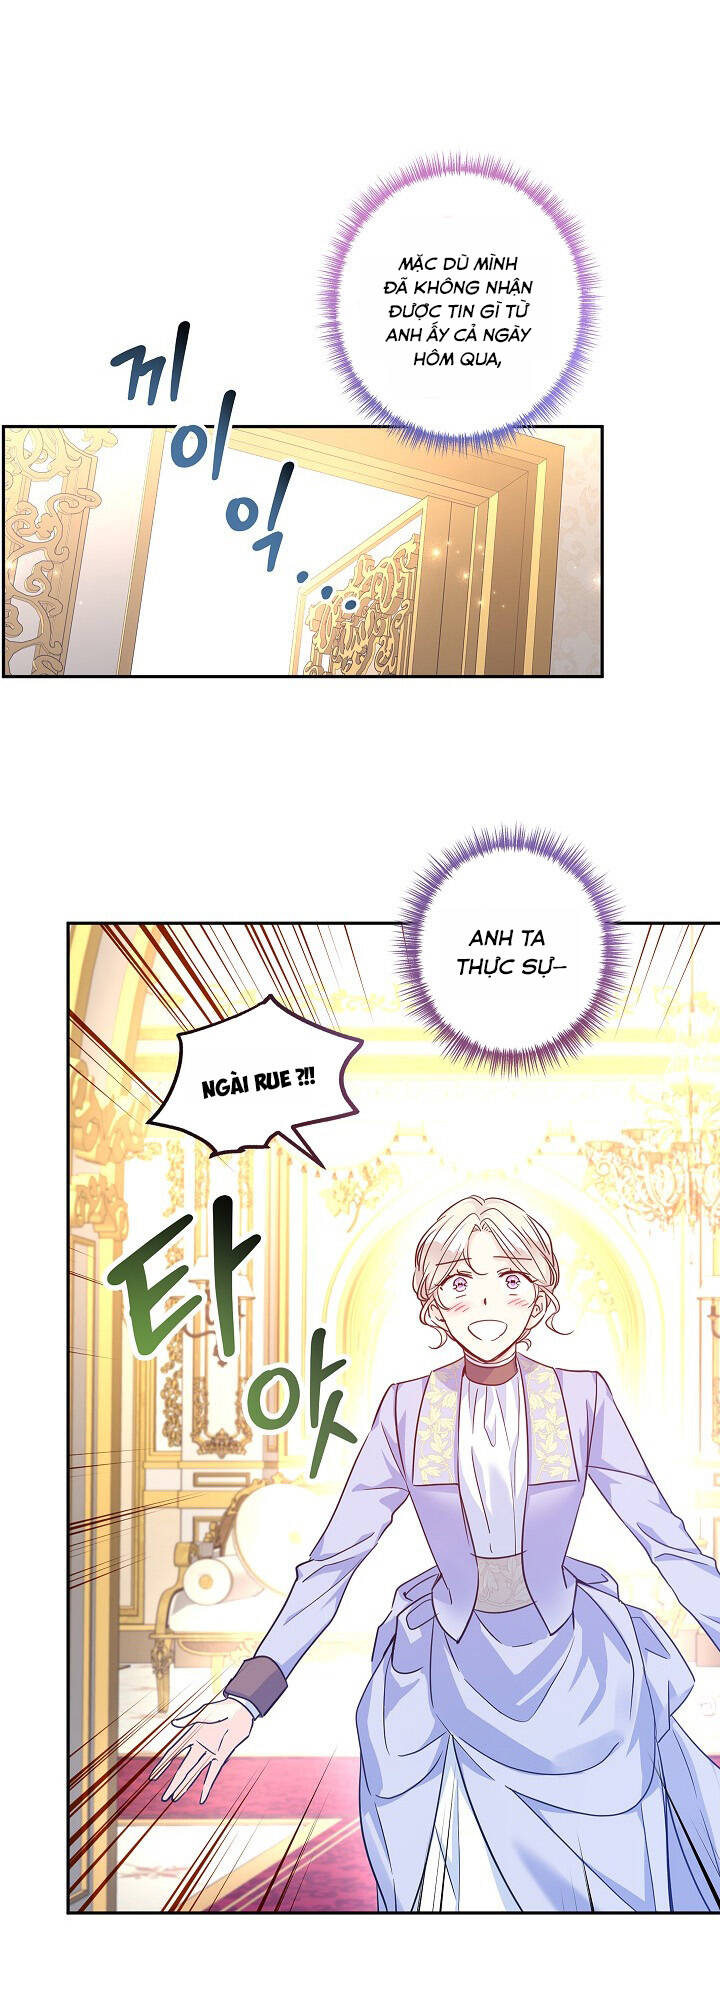 MẶC DÙ MÌNH
ĐÃ KHÔNG NHẬN
ĐƯỢC TIN GÌ TỪ
ANH ẤY CẢ NGÀY
HÔM QUA,
끼이익...
ANH TA
THỰC SỰ-
NGÀI RUE ?!!
타앗